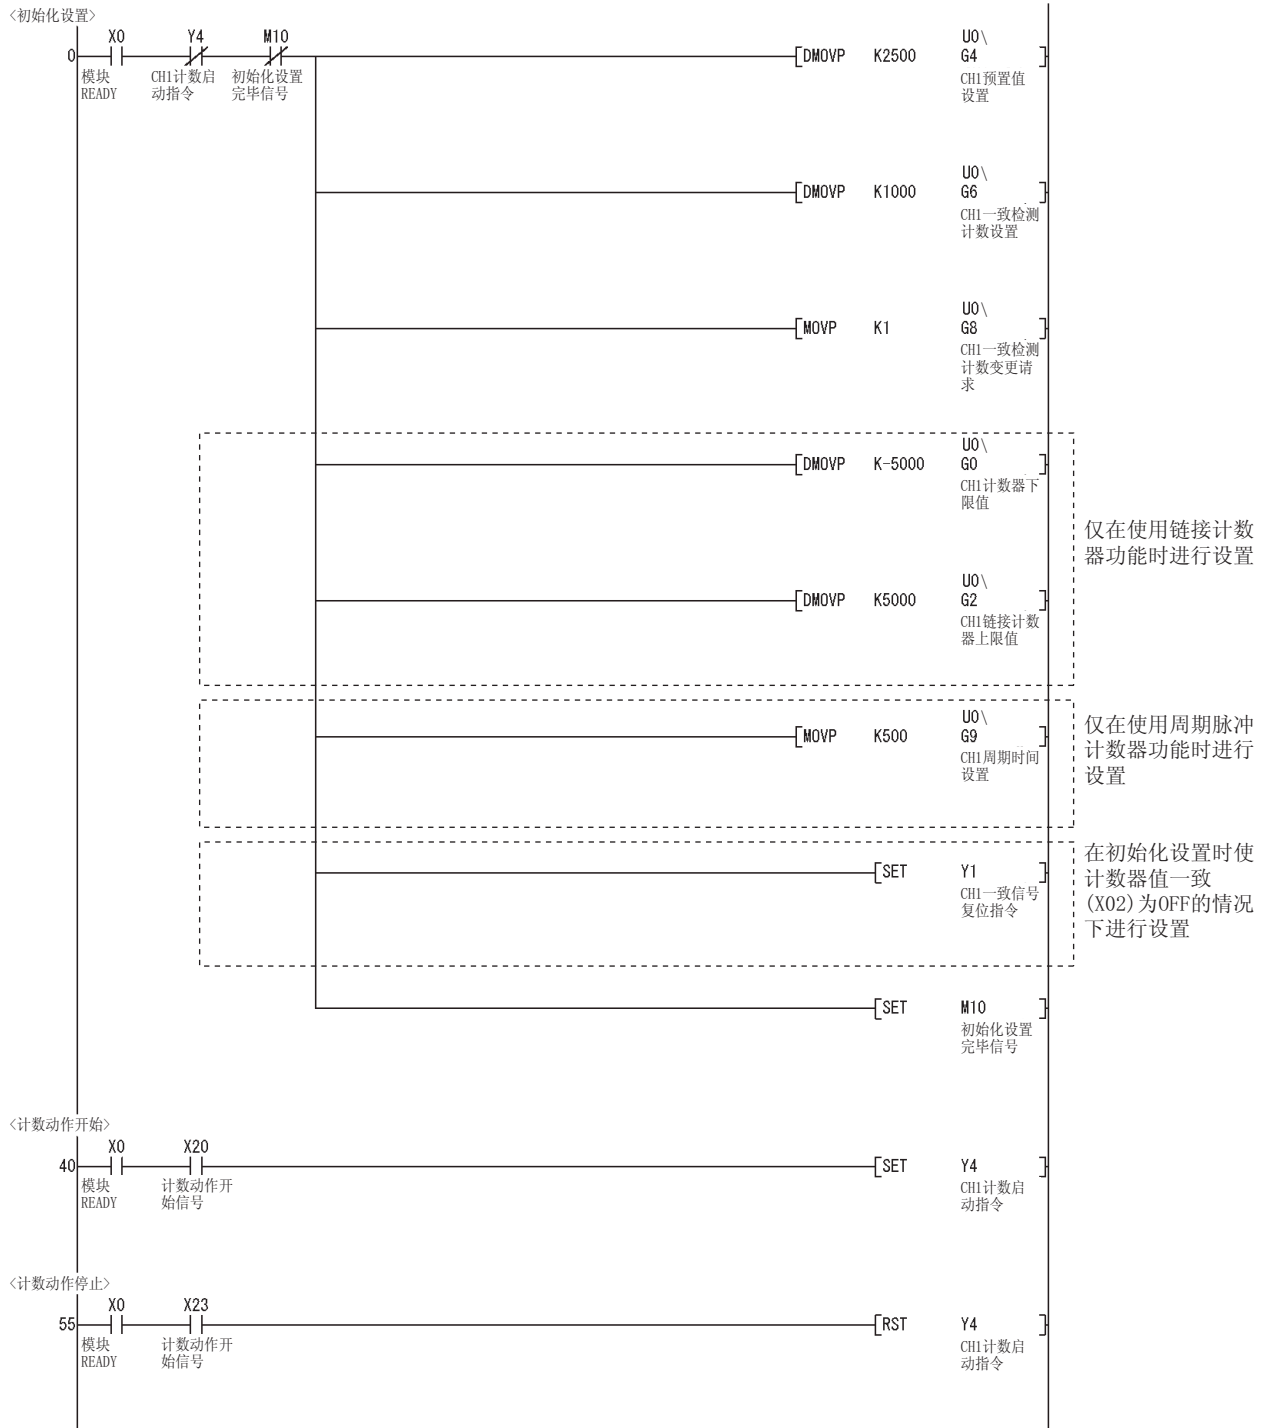 〈初始化设置〉
X0 Y4 M10 U0\
0 [DMOVP K2500 G4 ]
模块 CH1计数启 初始化设置 CH1预置值
READY 动指令 完毕信号 设置
U0\
[DMOVP K1000 G6 ]
CH1一致检测
计数设置
U0\
[MOVP K1 G8 ]
CH1一致检测
计数变更请
求
U0\
[DMOVP K-5000 G0 ]
CH1计数器下
限值
仅在使用链接计数
器功能时进行设置
U0\
[DMOVP K5000 G2 ]
CH1链接计数
器上限值
U0\
[MOVP K500 G9 ]
CH1周期时间
设置
仅在使用周期脉冲
计数器功能时进行
设置
[SET Y1 ]
CH1一致信号
复位指令
在初始化设置时使
计数器值一致
(X02)为OFF的情况
下进行设置
[SET M10 ]
初始化设置
完毕信号
〈计数动作开始〉
X0 X20
40 [SET Y4 ]
模块 计数动作开 CH1计数启
READY 始信号 动指令
〈计数动作停止〉
X0 X23
55 [RST Y4 ]
模块 计数动作开 CH1计数启
READY 始信号 动指令